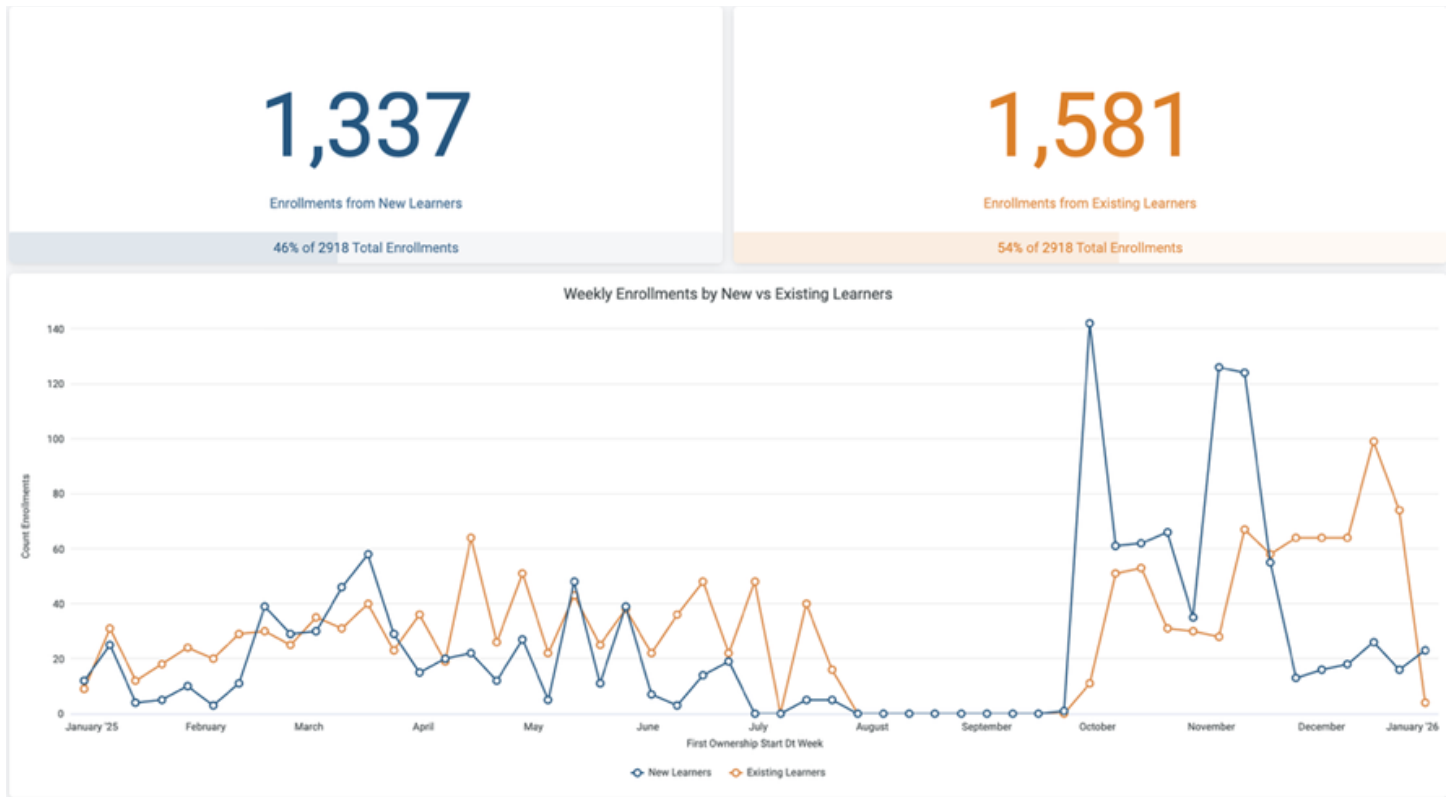 1,337
Enrollments from New Learners
46% of 2918 Total Enrollments
1,581
Enrollments from Existing Learners
54% of 2918 Total Enrollments
Weekly Enrollments by New vs Existing Learners
140
120
100
80
60
40
20
0
Count Enrollments
January '25 February March April May June July August September October November December January '26
First Ownership Start Dt Week
New Learners Existing Learners